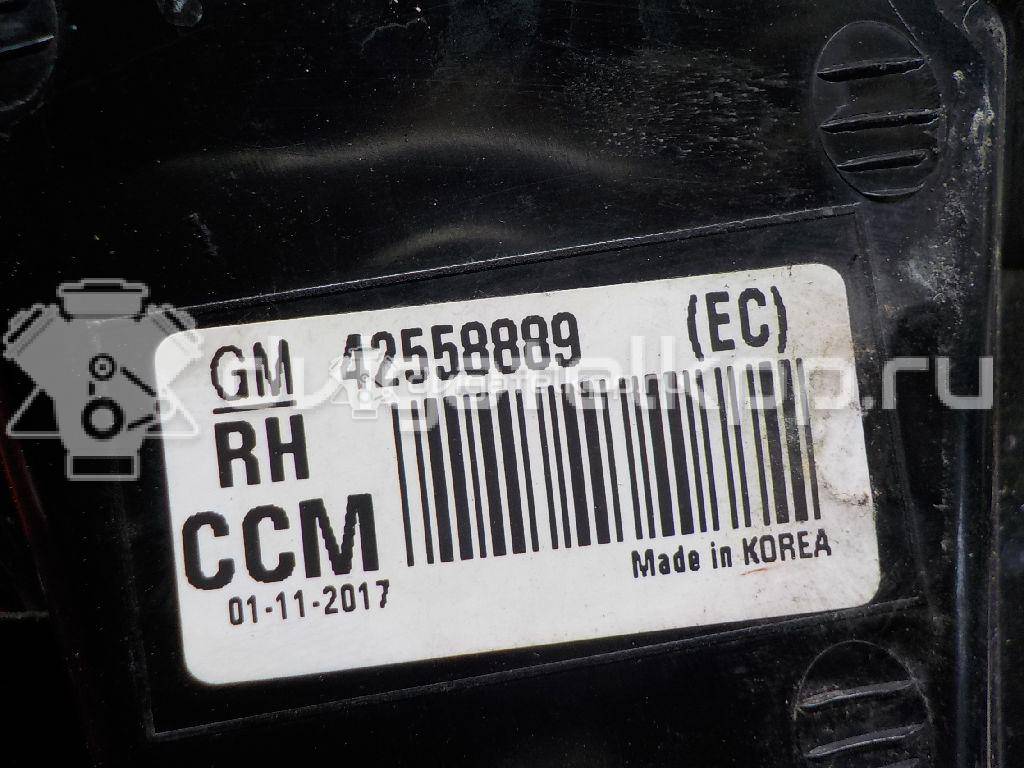 GM 42558889 (EC)
RH
CCM
01-11-2017
Made in KOREA